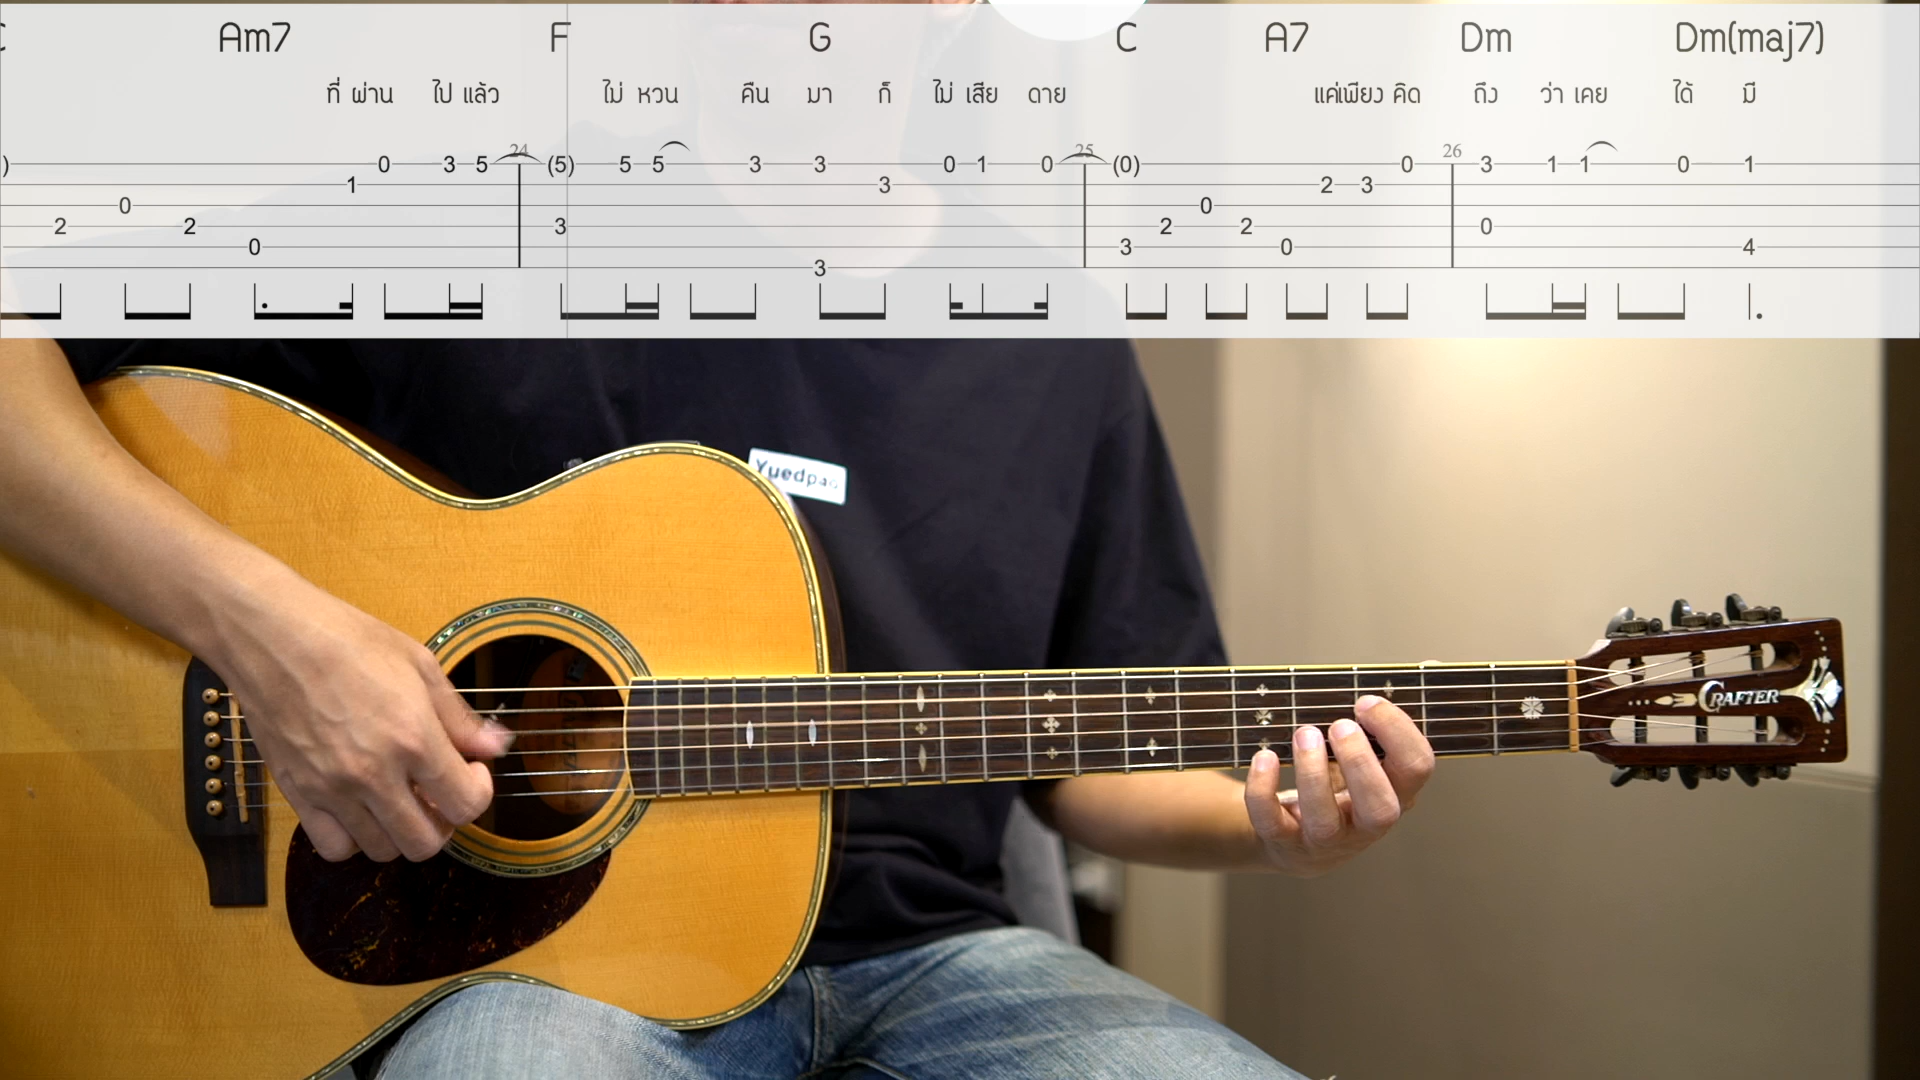 Am7 F G C A7 Dm Dm(maj7)
ที่ ผ่าน ไป แล้ว ไม่ หวน คืน มา ก็ ไม่ เสีย ดาย แค่เพียง คิด ถึง ว่า เคย ได้ มี
24 25 26
0 3 5 (5) 5 5 3 3 0 1 0 (0) 0 3 1 1 0 1
1 3 2 3
0 0
2 2 3 2 2 0
0 3 0 4
3
Yuedpad
CRAFTER